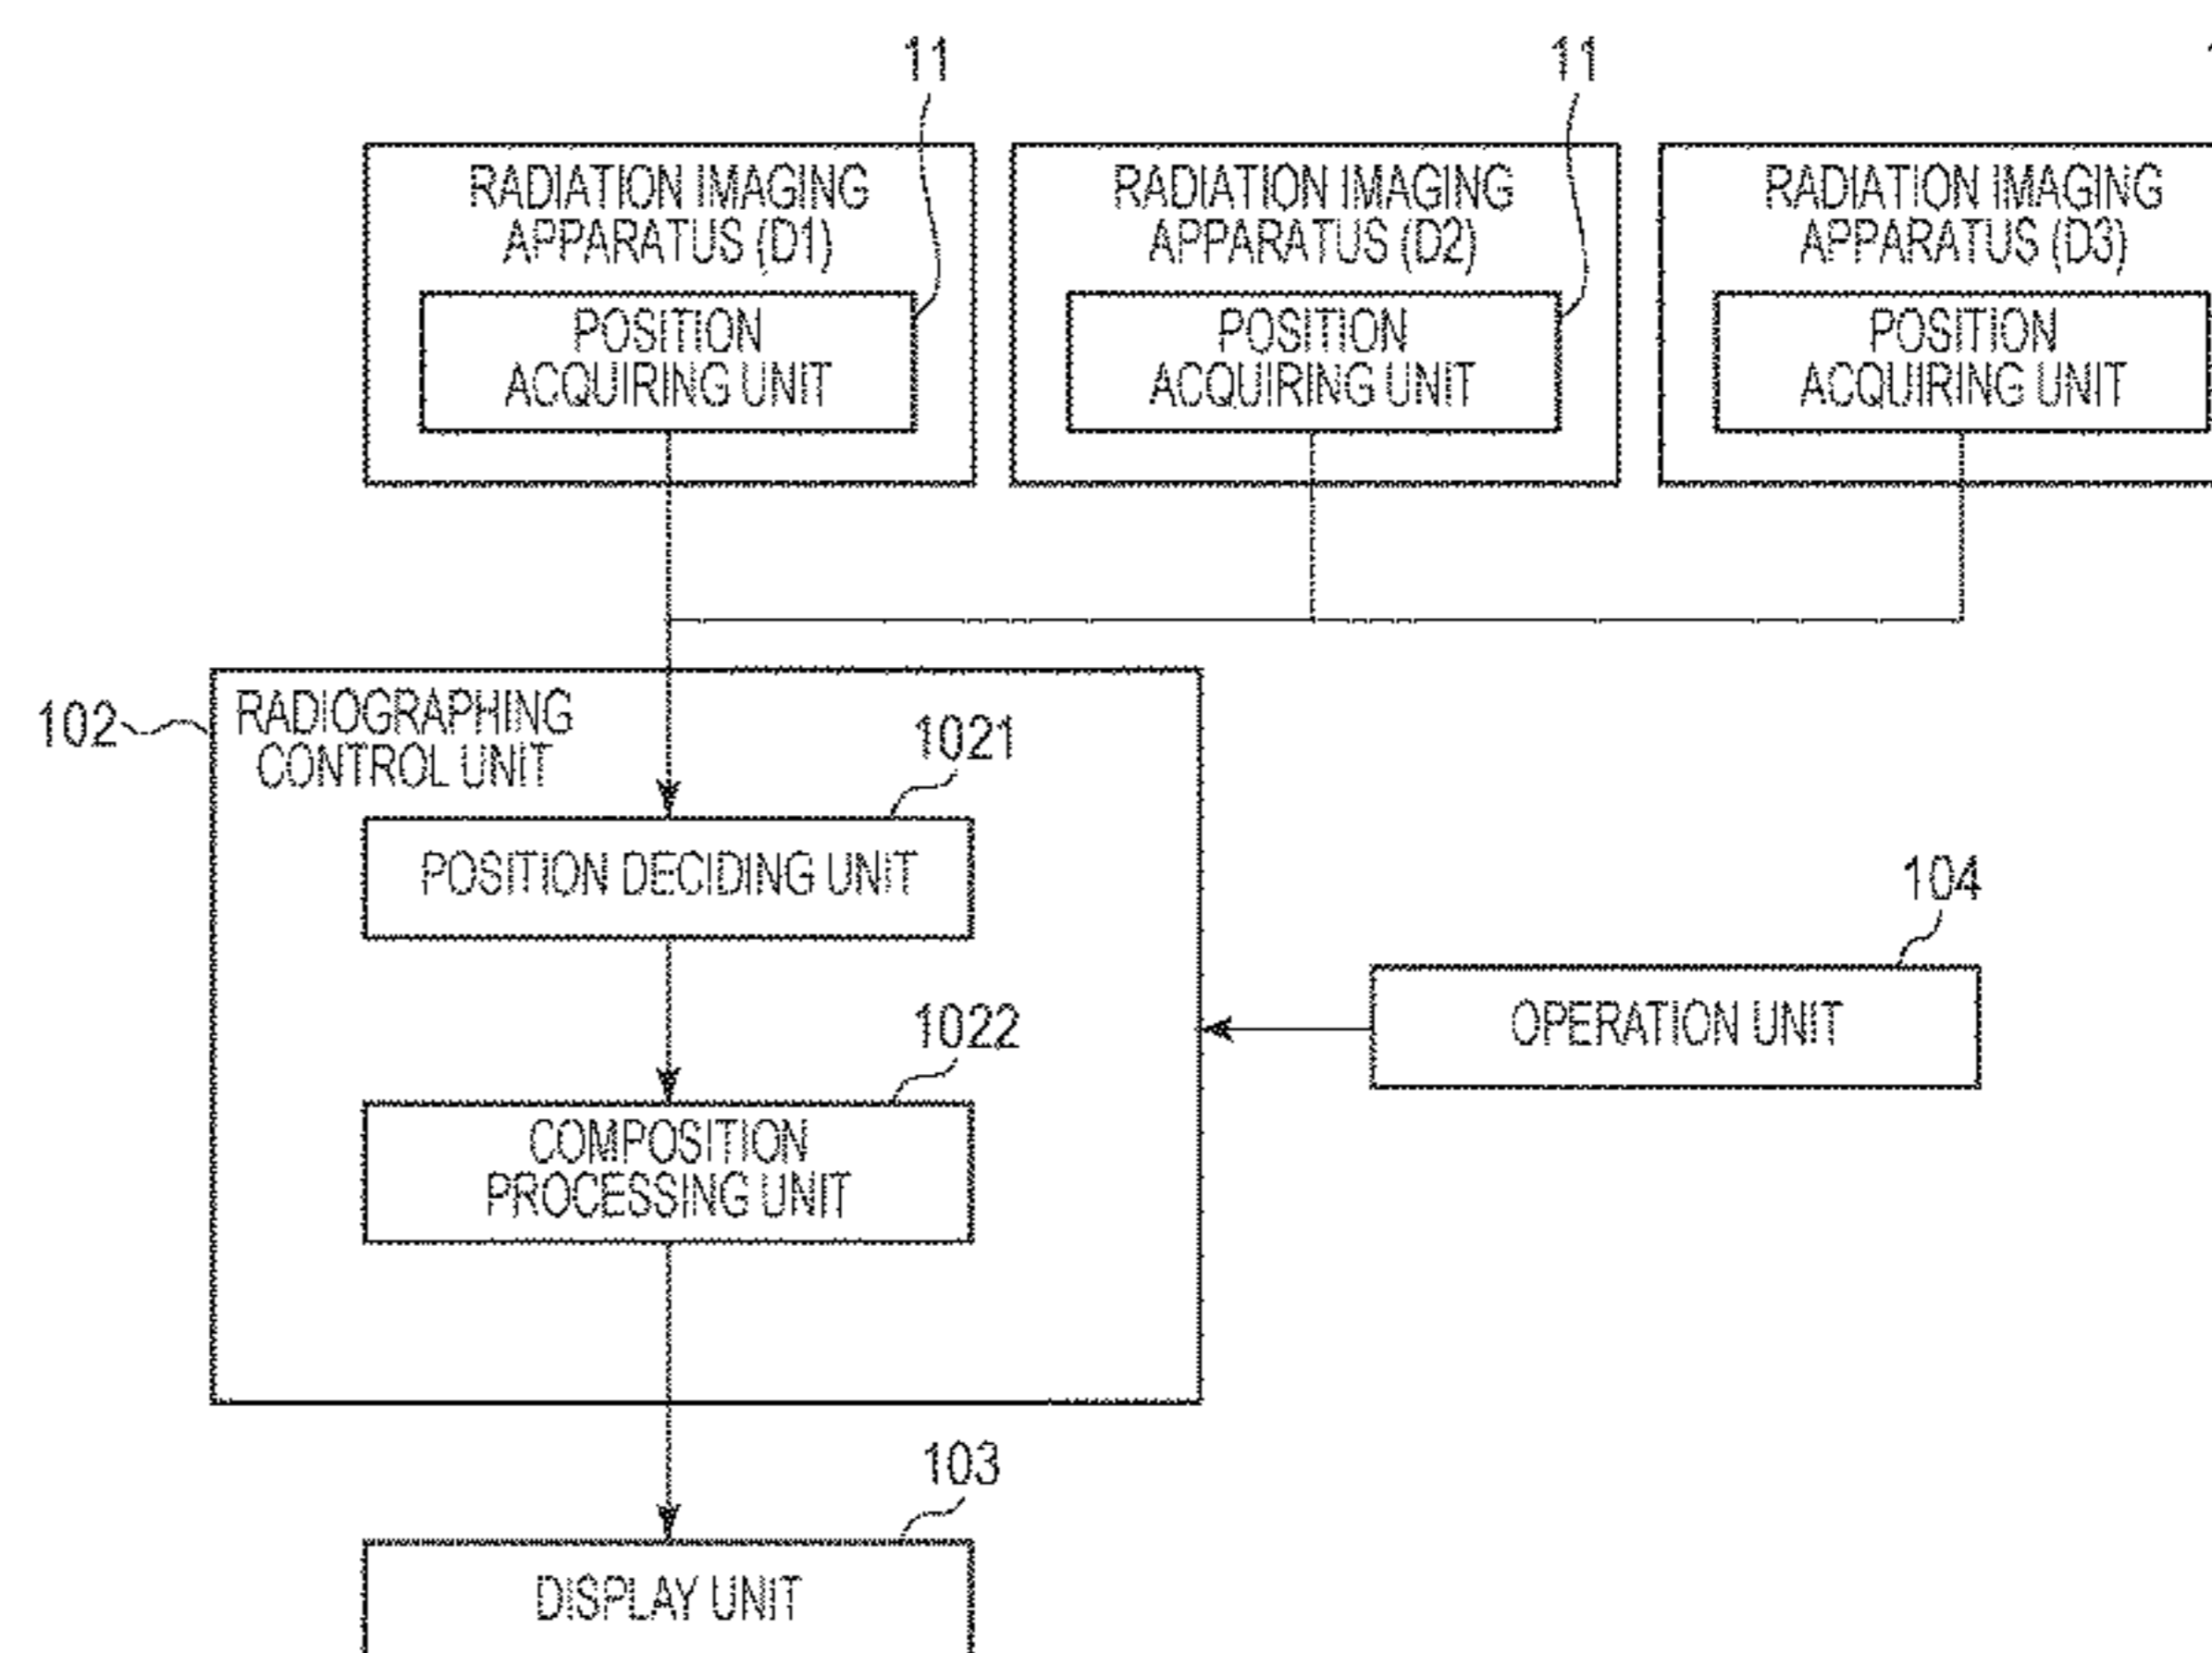 11
11
RADIATION IMAGING
APPARATUS (D1)
POSITION
ACQUIRING UNIT
RADIATION IMAGING
APPARATUS (D2)
POSITION
ACQUIRING UNIT
RADIATION IMAGING
APPARATUS (D3)
POSITION
ACQUIRING UNIT
102
RADIOGRAPHING
CONTROL UNIT
1021
POSITION DECIDING UNIT
104
OPERATION UNIT
1022
COMPOSITION
PROCESSING UNIT
103
DISPLAY UNIT